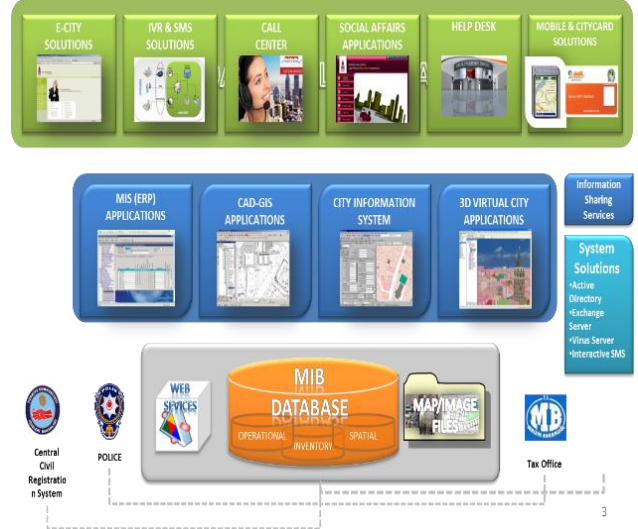 E-CITY
SOLUTIONS
IVR & SMS
SOLUTIONS
CALL
CENTER
SOCIAL AFFAIRS
APPLICATIONS
HELP DESK
MOBILE & CITYCARD
SOLUTIONS
MIS (ERP)
APPLICATIONS
CAD-GIS
APPLICATIONS
CITY INFORMATION
SYSTEM
3D VIRTUAL CITY
APPLICATIONS
Information
Sharing
Services
System
Solutions
•Active
Directory
•Exchange
Server
•Virus Server
•Interactive SMS
WEB
SEVICES
MIB
DATABASE
OPERATIONAL
INVENTORY
SPATIAL
MAP/IMAGE
FILES
Central
Civil
Registratio
n System
POLICE
MB
Tax Office
3